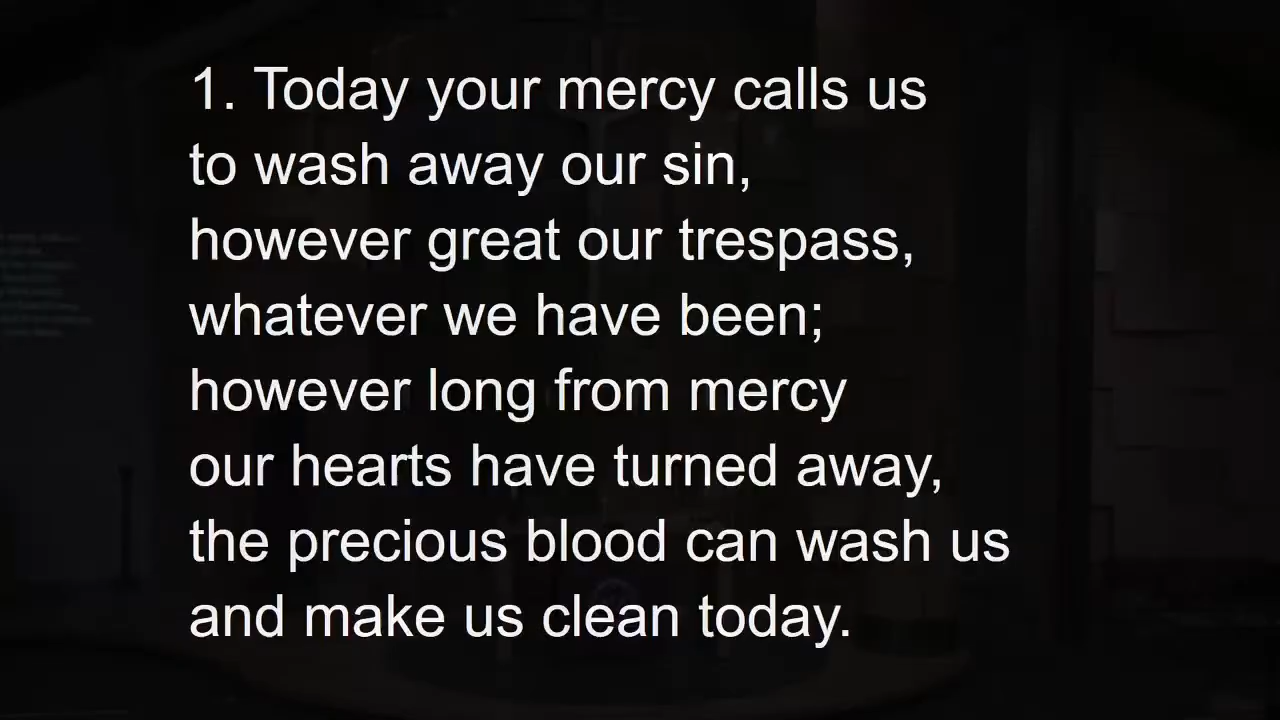 1. Today your mercy calls us
to wash away our sin,
however great our trespass,
whatever we have been;
however long from mercy
our hearts have turned away,
the precious blood can wash us
and make us clean today.